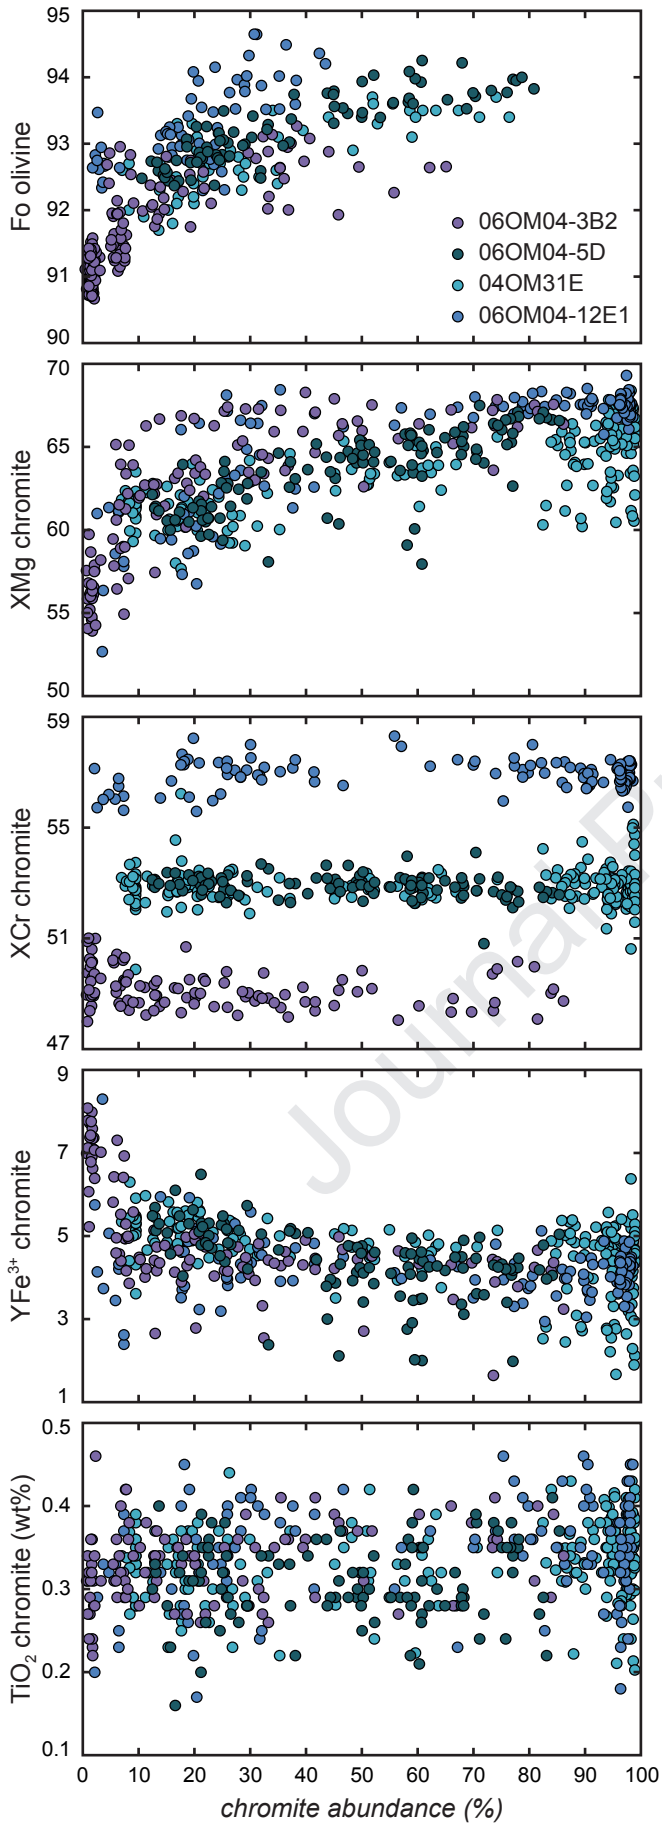 95
94
93
92
91
90
Fo olivine
06OM04-3B2
06OM04-5D
04OM31E
06OM04-12E1
70
65
60
55
50
XMg chromite
59
55
51
47
XCr chromite
9
7
5
3
1
YFe³⁺ chromite
0.5
0.4
0.3
0.2
0.1
TiO₂ chromite (wt%)
0 10 20 30 40 50 60 70 80 90 100
chromite abundance (%)
Journal P